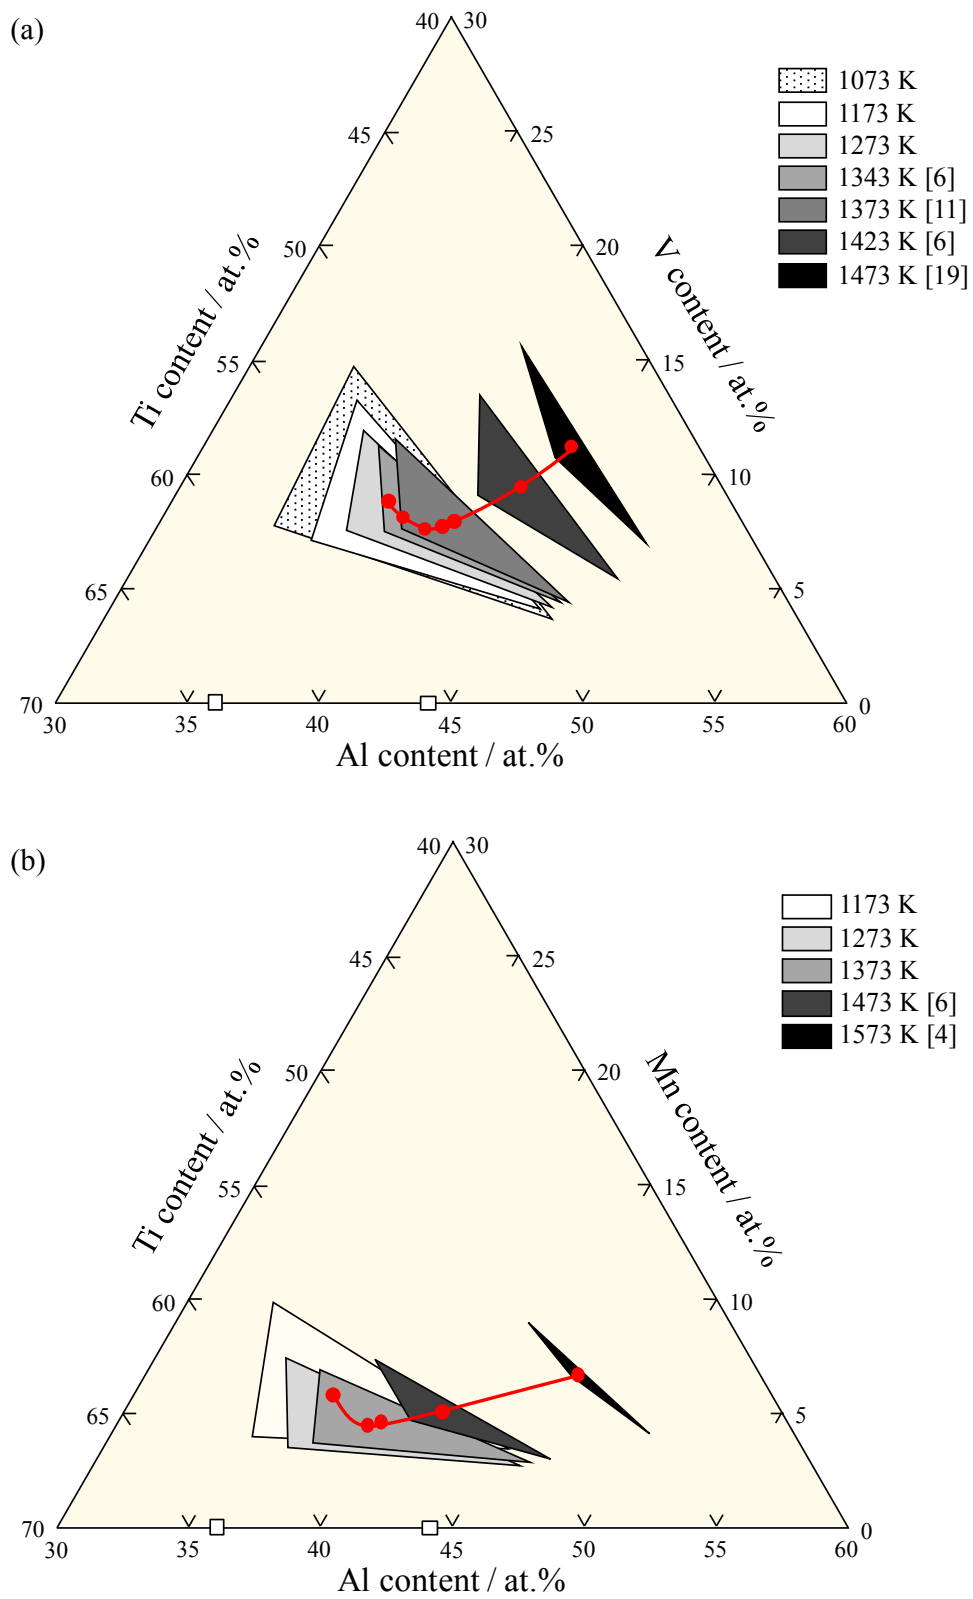 (a)
40 30
1073 K
1173 K
1273 K
1343 K [6]
1373 K [11]
1423 K [6]
1473 K [19]
45 25
50 20
Ti content / at.%
V content / at.%
55 15
60 10
65 5
70 0
30 35 40 45 50 55 60
Al content / at.%
(b)
40 30
1173 K
1273 K
1373 K
1473 K [6]
1573 K [4]
45 25
50 20
Ti content / at.%
Mn content / at.%
55 15
60 10
65 5
70 0
30 35 40 45 50 55 60
Al content / at.%